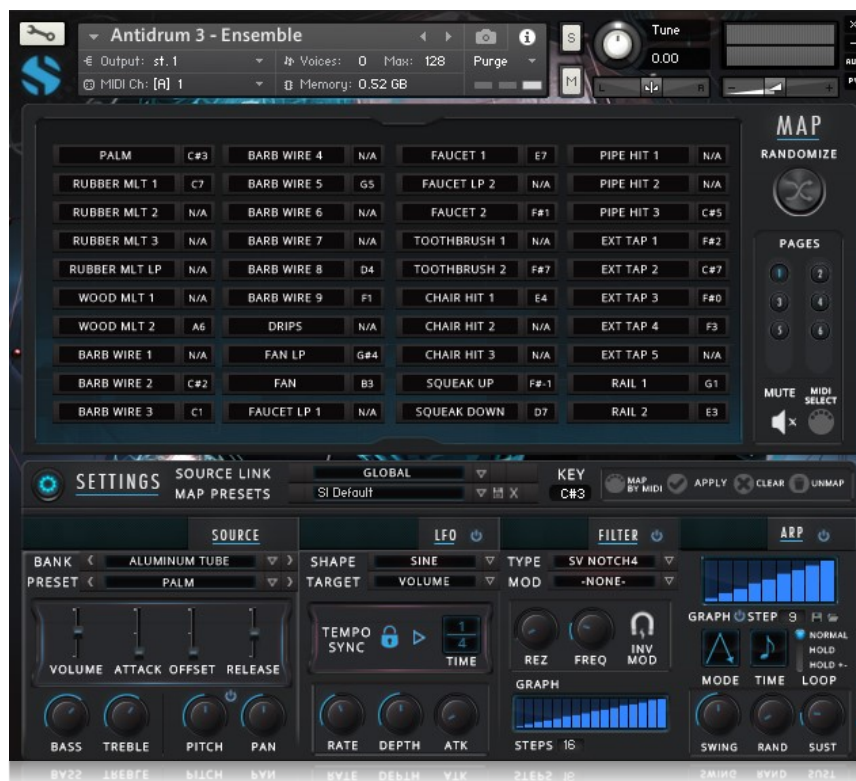 Antidrum 3 - Ensemble
Output: st.1 Voices: 0 Max: 128 Purge
MIDI Ch: [A] 1 Memory: 0.52 GB
S
M
Tune
0.00
L R
- +
MAP
RANDOMIZE
PALM C#3 BARB WIRE 4 N/A FAUCET 1 E7 PIPE HIT 1 N/A
RUBBER MLT 1 C7 BARB WIRE 5 G5 FAUCET LP 2 N/A PIPE HIT 2 N/A
RUBBER MLT 2 N/A BARB WIRE 6 N/A FAUCET 2 F#1 PIPE HIT 3 C#5
RUBBER MLT 3 N/A BARB WIRE 7 N/A TOOTHBRUSH 1 N/A EXT TAP 1 F#2
RUBBER MLT LP N/A BARB WIRE 8 D4 TOOTHBRUSH 2 F#7 EXT TAP 2 C#7
WOOD MLT 1 N/A BARB WIRE 9 F1 CHAIR HIT 1 E4 EXT TAP 3 F#0
WOOD MLT 2 A6 DRIPS N/A CHAIR HIT 2 N/A EXT TAP 4 F3
BARB WIRE 1 N/A FAN LP G#4 CHAIR HIT 3 N/A EXT TAP 5 N/A
BARB WIRE 2 C#2 FAN B3 SQUEAK UP F#-1 RAIL 1 G1
BARB WIRE 3 C1 FAUCET LP 1 N/A SQUEAK DOWN D7 RAIL 2 E3
PAGES
1 2
3 4
5 6
MUTE MIDI SELECT
SETTINGS
SOURCE LINK GLOBAL
MAP PRESETS SI Default
KEY
C#3
MAP BY MIDI APPLY CLEAR UNMAP
SOURCE
BANK ALUMINUM TUBE
PRESET PALM
VOLUME ATTACK OFFSET RELEASE
BASS TREBLE PITCH PAN
LFO
SHAPE SINE
TARGET VOLUME
TEMPO SYNC
1
4
TIME
RATE DEPTH ATK
FILTER
TYPE SV NOTCH4
MOD -NONE-
REZ FREQ INV MOD
GRAPH
STEPS 16
ARP
GRAPH STEP 9
NORMAL
HOLD
HOLD +-
MODE TIME LOOP
SWING RAND SUST